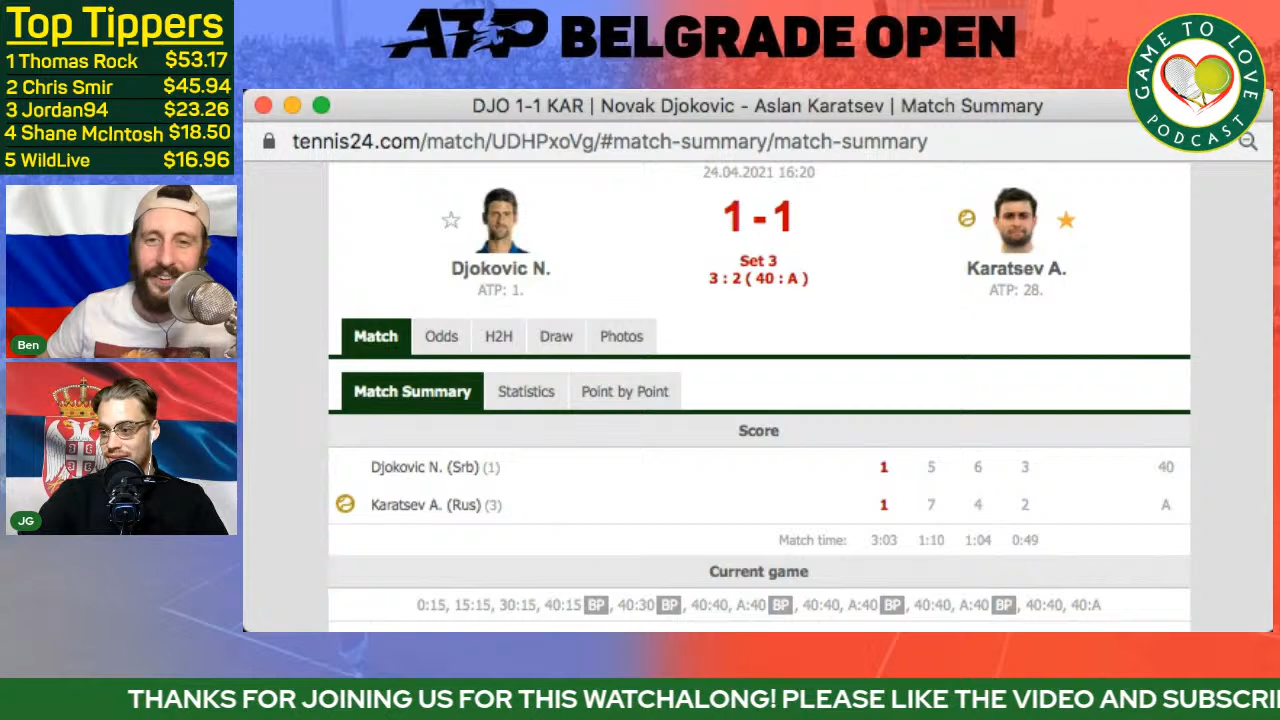 Top Tippers
1 Thomas Rock $53.17
2 Chris Smir $45.94
3 Jordan94 $23.26
4 Shane McIntosh $18.50
5 WildLive $16.96
Ben
JG
ATP BELGRADE OPEN
GAME TO LOVE
PODCAST
DJO 1-1 KAR | Novak Djokovic - Aslan Karatsev | Match Summary
tennis24.com/match/UDHPxoVg/#match-summary/match-summary
24.04.2021 16:20
1 - 1
Set 3
3 : 2 ( 40 : A )
Djokovic N.
ATP: 1.
Karatsev A.
ATP: 28.
Match Odds H2H Draw Photos
Match Summary Statistics Point by Point
Score
Djokovic N. (Srb) (1) 1 5 6 3 40
Karatsev A. (Rus) (3) 1 7 4 2 A
Match time: 3:03 1:10 1:04 0:49
Current game
0:15, 15:15, 30:15, 40:15 BP, 40:30 BP, 40:40, A:40 BP, 40:40, A:40 BP, 40:40, A:40 BP, 40:40, 40:A
THANKS FOR JOINING US FOR THIS WATCHALONG! PLEASE LIKE THE VIDEO AND SUBSCRI